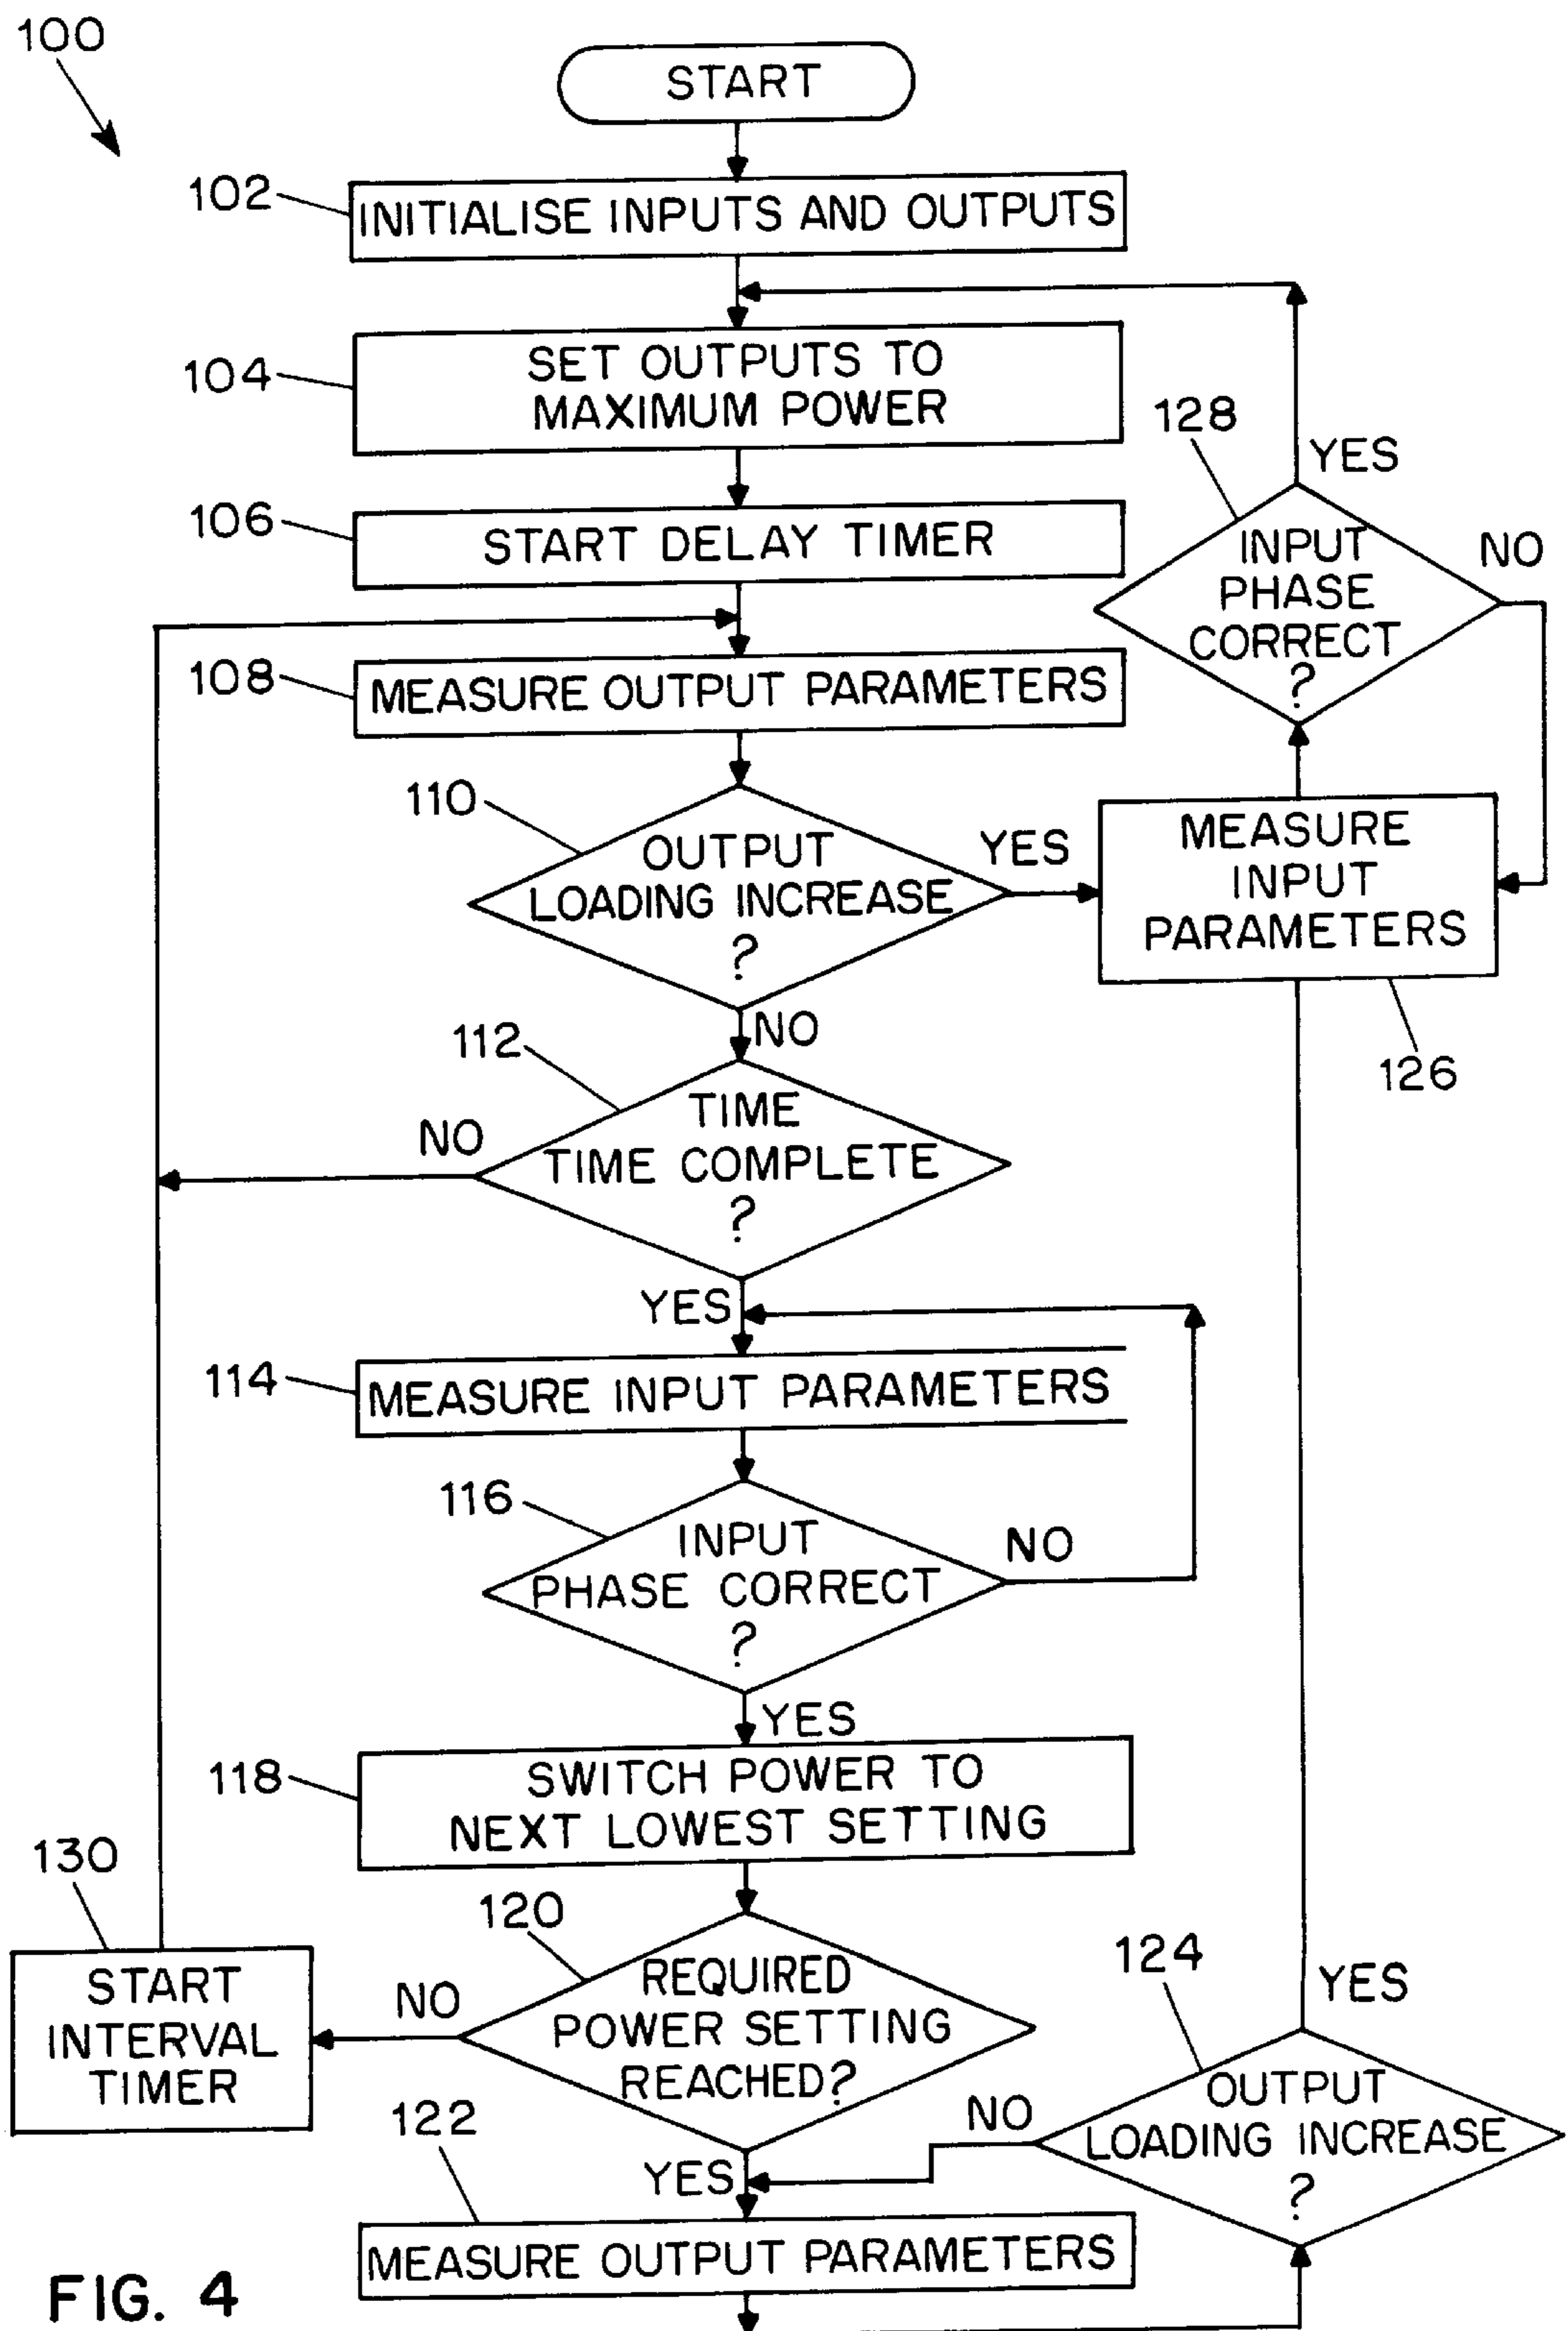 100
START
102
INITIALISE INPUTS AND OUTPUTS
104
SET OUTPUTS TO
MAXIMUM POWER
128
YES
106
START DELAY TIMER
INPUT
PHASE
CORRECT
?
NO
108
MEASURE OUTPUT PARAMETERS
110
OUTPUT
LOADING INCREASE
?
YES
MEASURE
INPUT
PARAMETERS
126
NO
112
TIME
TIME COMPLETE
?
NO
YES
114
MEASURE INPUT PARAMETERS
116
INPUT
PHASE CORRECT
?
NO
YES
118
SWITCH POWER TO
NEXT LOWEST SETTING
130
START
INTERVAL
TIMER
NO
120
REQUIRED
POWER SETTING
REACHED?
124
YES
OUTPUT
LOADING INCREASE
?
NO
122
YES
MEASURE OUTPUT PARAMETERS
FIG. 4